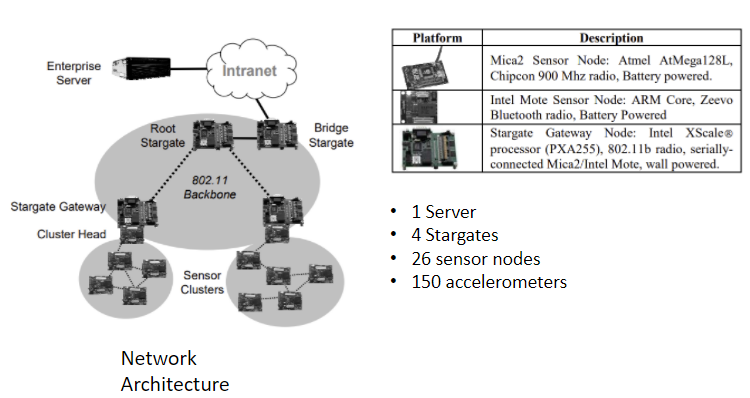 Enterprise
Server
Intranet
Root
Stargate
Bridge
Stargate
802.11
Backbone
Stargate Gateway
Cluster Head
Sensor
Clusters
Network
Architecture
Platform Description
Mica2 Sensor Node: Atmel AtMega128L,
Chipcon 900 Mhz radio, Battery powered.
Intel Mote Sensor Node: ARM Core, Zeevo
Bluetooth radio, Battery Powered
Stargate Gateway Node: Intel XScale®
processor (PXA255), 802.11b radio, serially-
connected Mica2/Intel Mote, wall powered.
• 1 Server
• 4 Stargates
• 26 sensor nodes
• 150 accelerometers